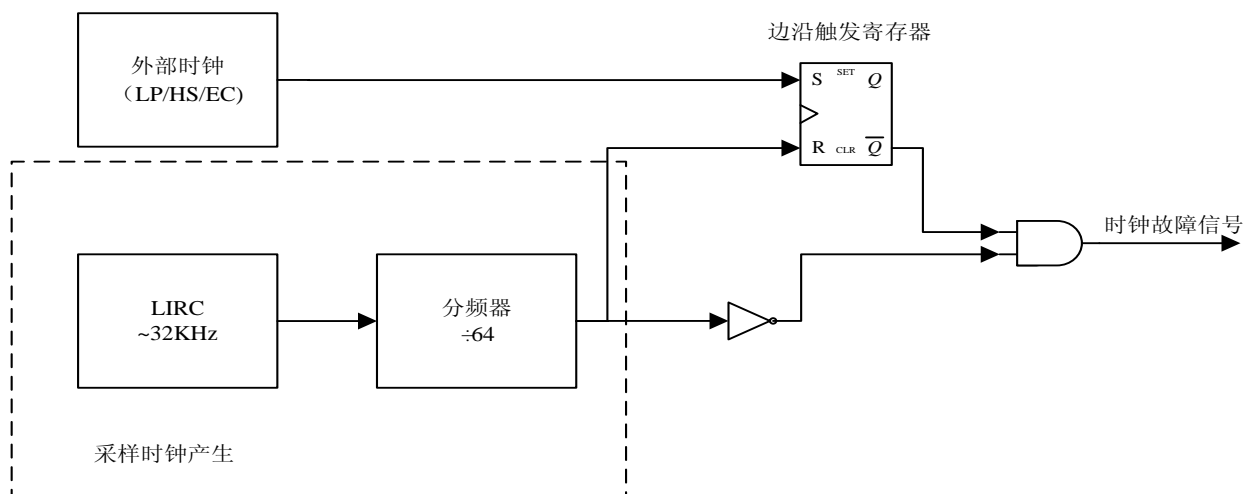 边沿触发寄存器
外部时钟
（LP/HS/EC)
S SET Q
R CLR Q̅
时钟故障信号
LIRC
~32KHz
分频器
÷64
采样时钟产生